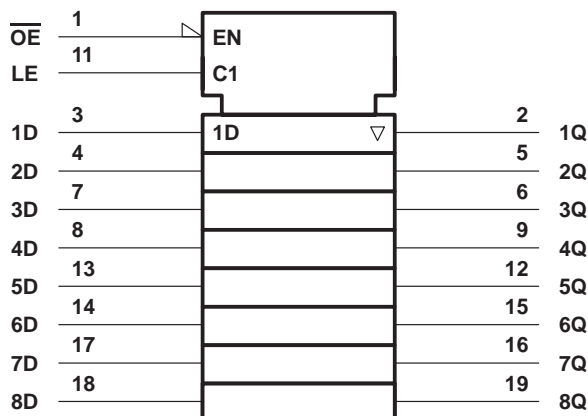 1
OE EN
11
LE C1
3 2
1D 1D 1Q
4 5
2D 2Q
7 6
3D 3Q
8 9
4D 4Q
13 12
5D 5Q
14 15
6D 6Q
17 16
7D 7Q
18 19
8D 8Q